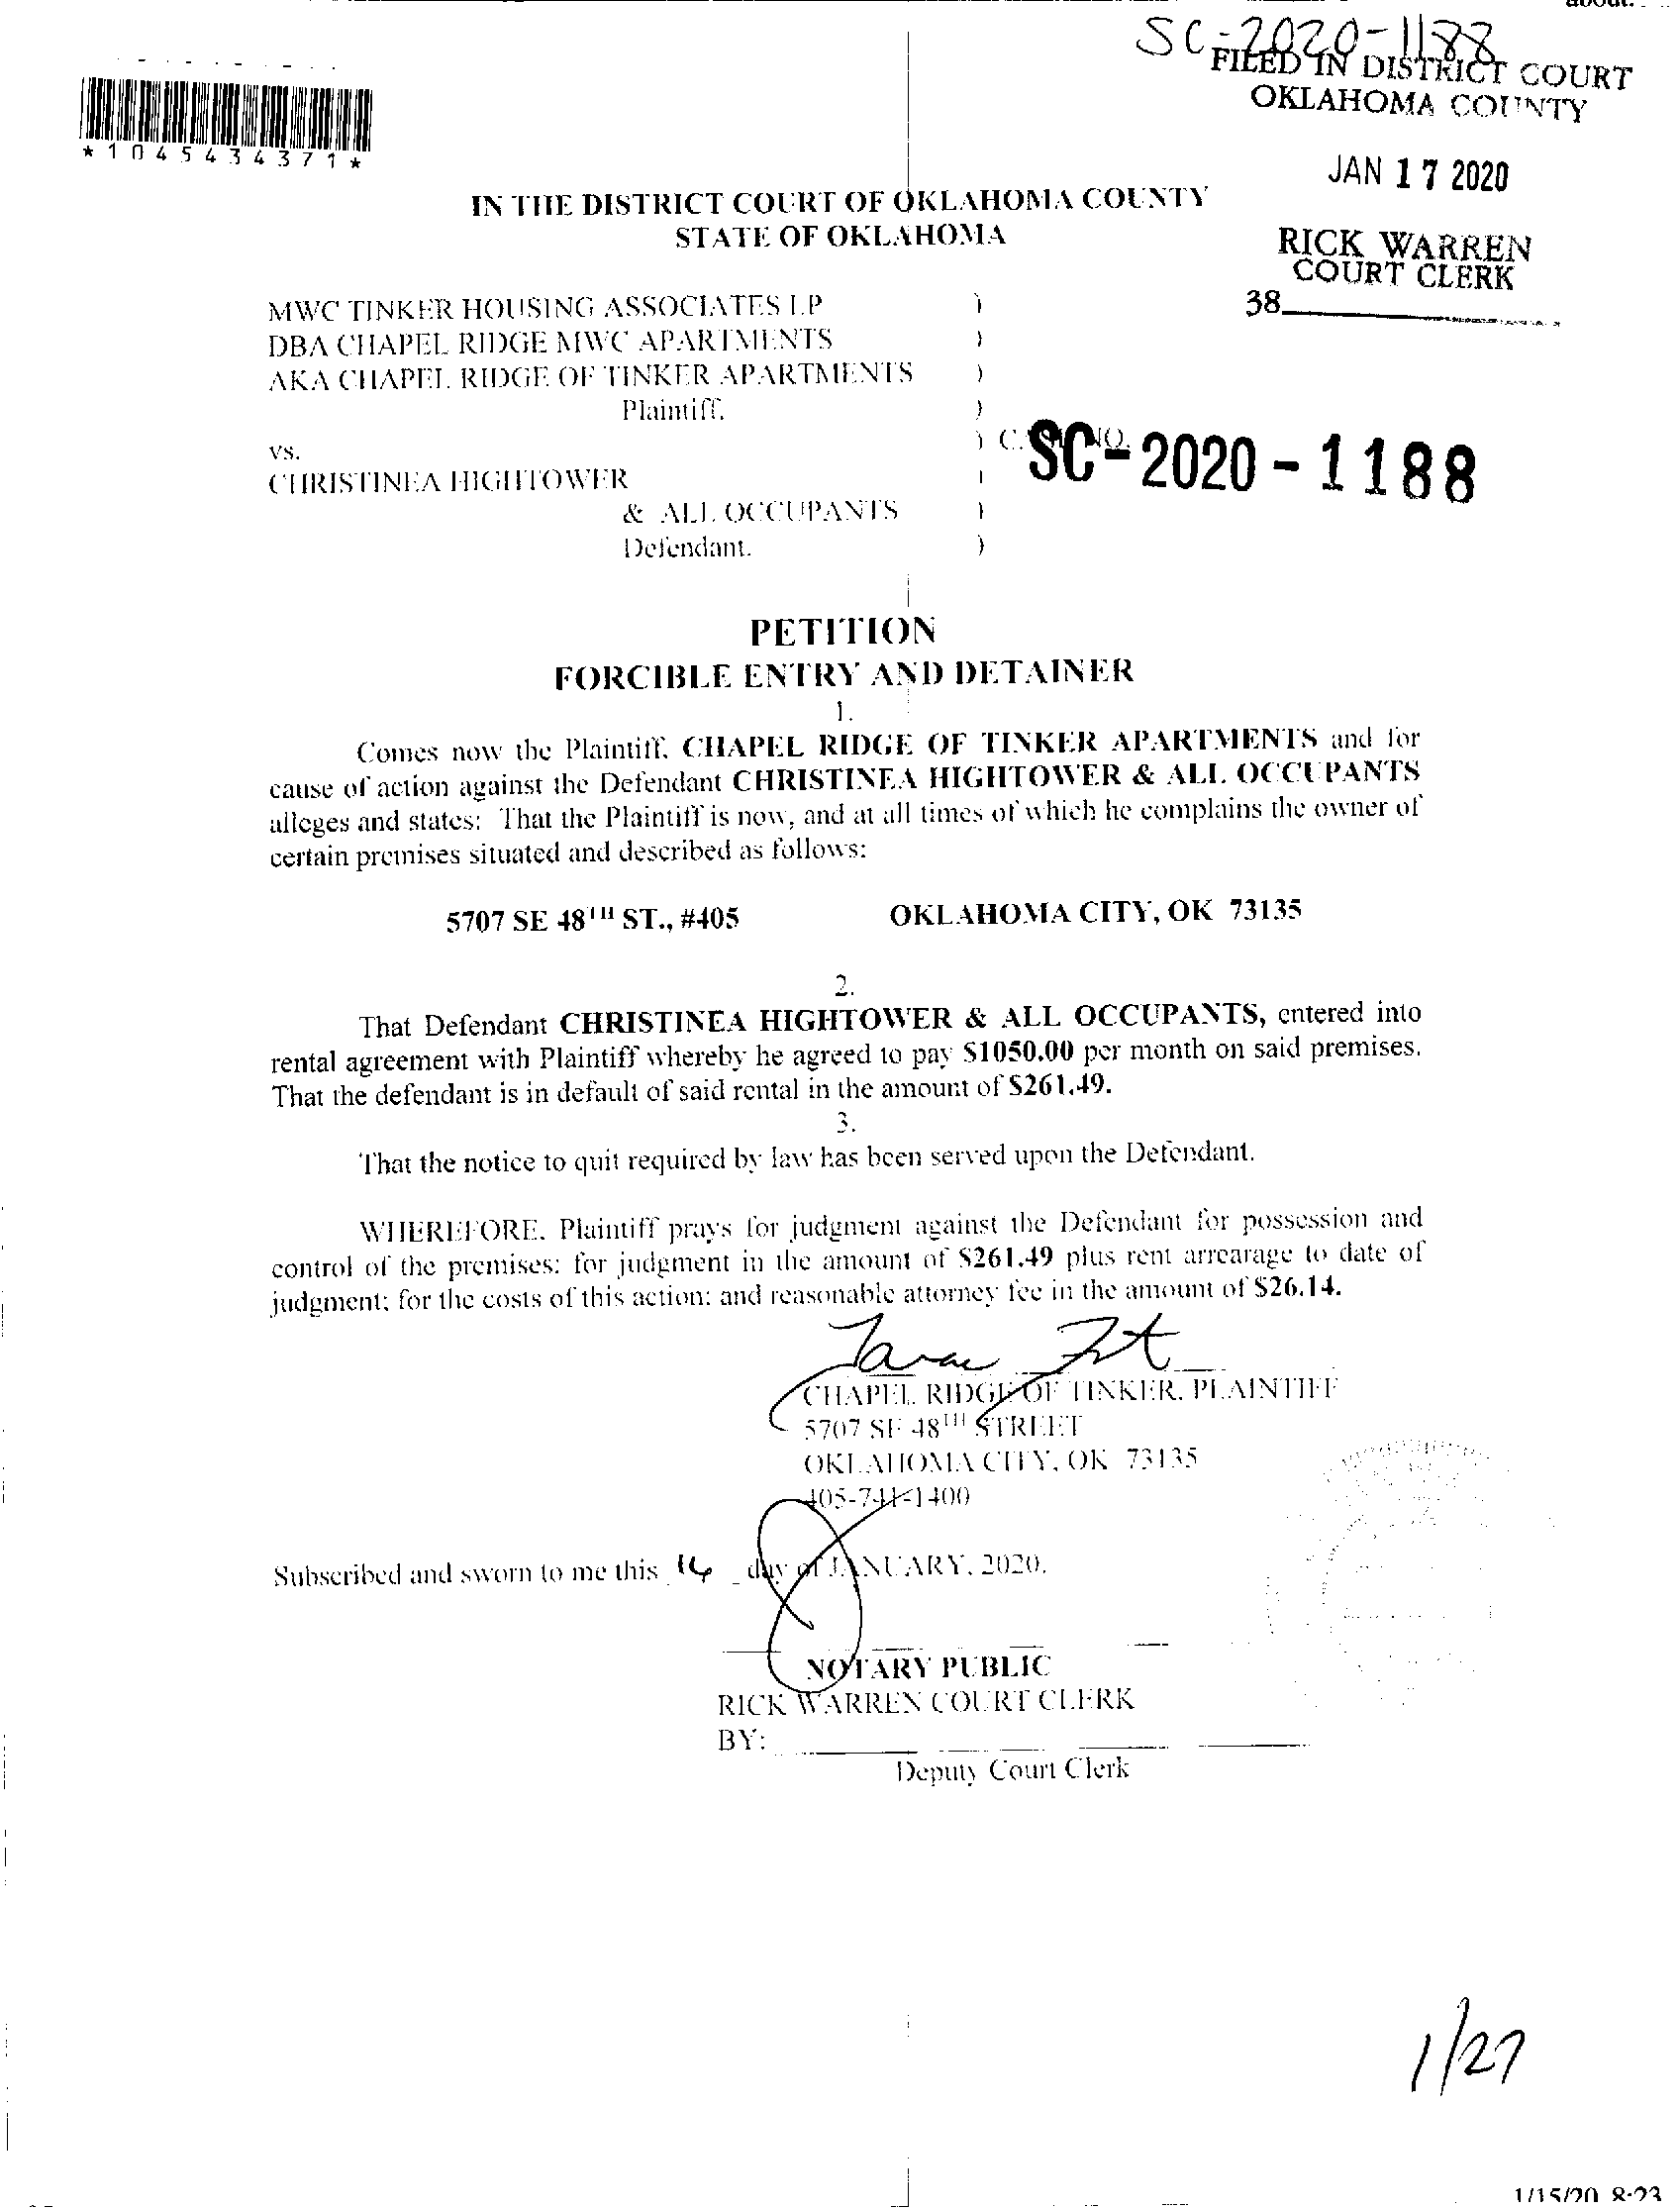 SC-2020-1188
FILED IN DISTRICT COURT
OKLAHOMA COUNTY
*1045434371*
JAN 17 2020
IN THE DISTRICT COURT OF OKLAHOMA COUNTY
STATE OF OKLAHOMA
RICK WARREN
COURT CLERK
38
MWC TINKER HOUSING ASSOCIATES LP )
DBA CHAPEL RIDGE MWC APARTMENTS )
AKA CHAPEL RIDGE OF TINKER APARTMENTS )
Plaintiff, )
vs. ) CASE NO. SC-2020-1188
CHRISTINEA HIGHTOWER )
& ALL OCCUPANTS )
Defendant. )
PETITION
FORCIBLE ENTRY AND DETAINER
1.
Comes now the Plaintiff, CHAPEL RIDGE OF TINKER APARTMENTS and for
cause of action against the Defendant CHRISTINEA HIGHTOWER & ALL OCCUPANTS
alleges and states: That the Plaintiff is now, and at all times of which he complains the owner of
certain premises situated and described as follows:
5707 SE 48TH ST., #405 OKLAHOMA CITY, OK 73135
2.
That Defendant CHRISTINEA HIGHTOWER & ALL OCCUPANTS, entered into
rental agreement with Plaintiff whereby he agreed to pay $1050.00 per month on said premises.
That the defendant is in default of said rental in the amount of $261.49.
3.
That the notice to quit required by law has been served upon the Defendant.
WHEREFORE, Plaintiff prays for judgment against the Defendant for possession and
control of the premises: for judgment in the amount of $261.49 plus rent arrearage to date of
judgment; for the costs of this action: and reasonable attorney fee in the amount of $26.14.
CHAPEL RIDGE OF TINKER, PLAINTIFF
5707 SE 48TH STREET
OKLAHOMA CITY, OK 73135
405-741-1400
Subscribed and sworn to me this 14 day of JANUARY, 2020.
NOTARY PUBLIC
RICK WARREN COURT CLERK
BY:
Deputy Court Clerk
1/27
1/15/20 8:23